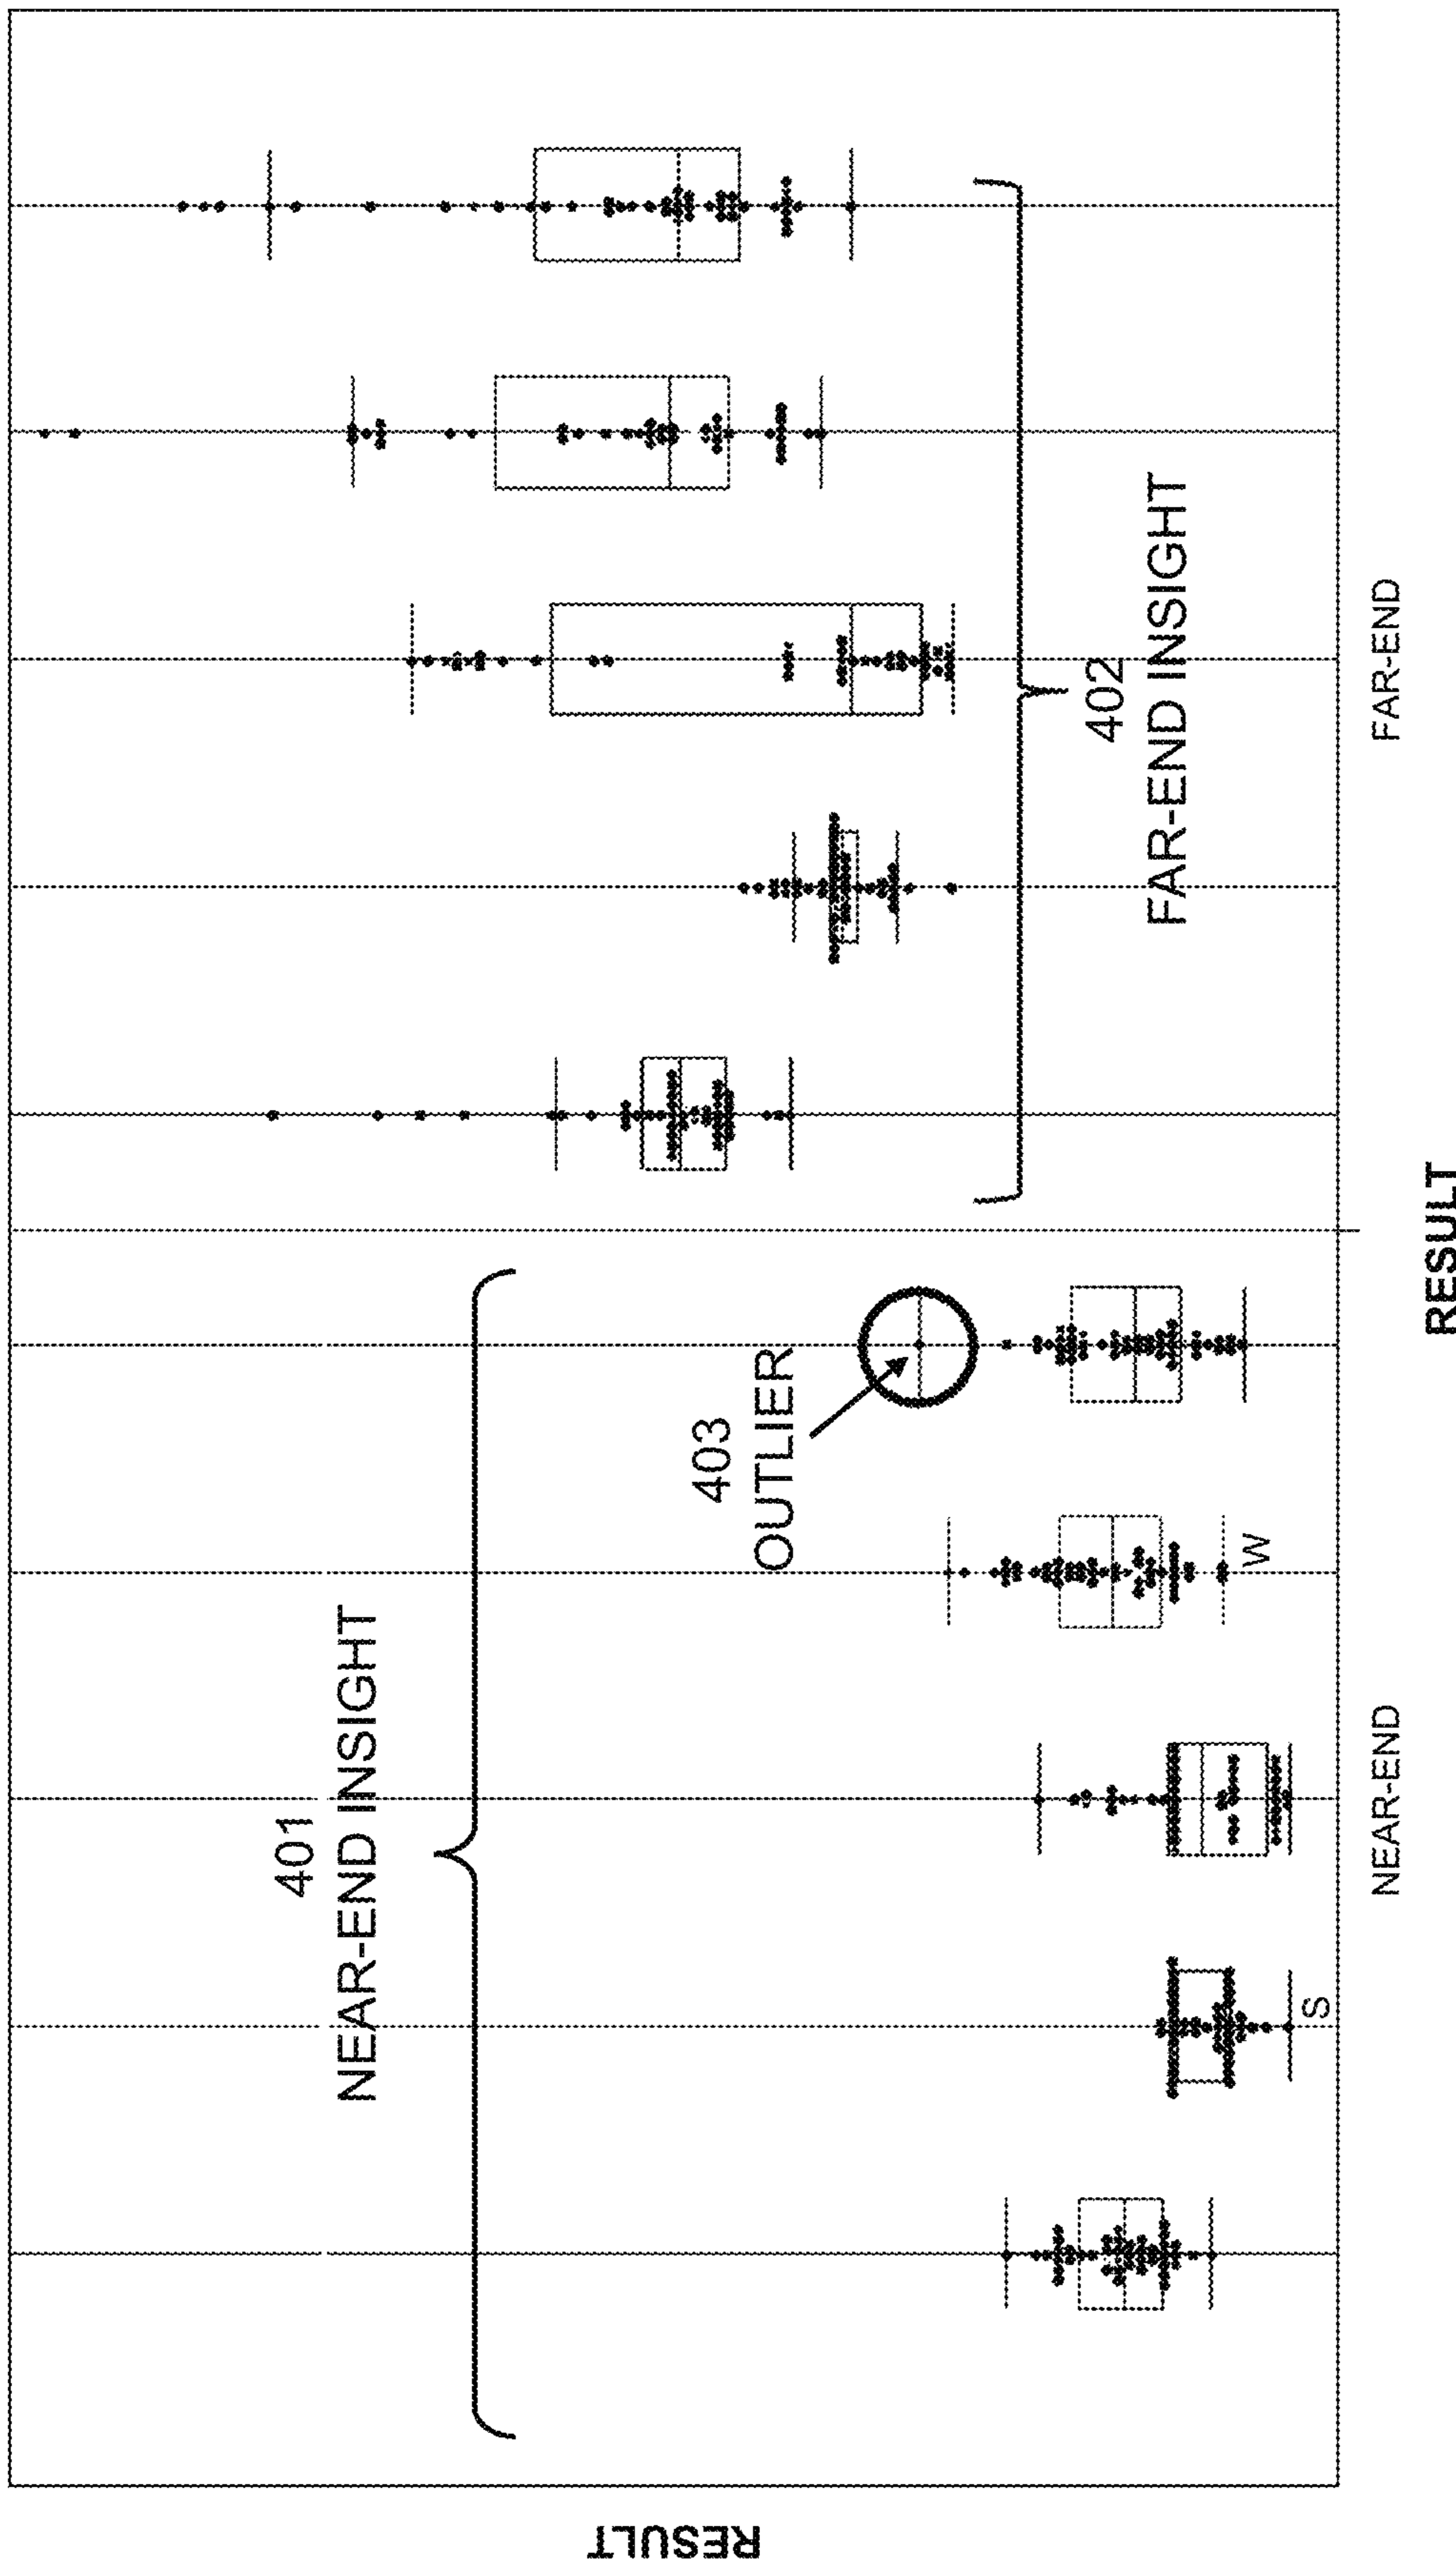 401
NEAR-END INSIGHT
403
OUTLIER
402
FAR-END INSIGHT
S
W
NEAR-END
FAR-END
RESULT
RESULT